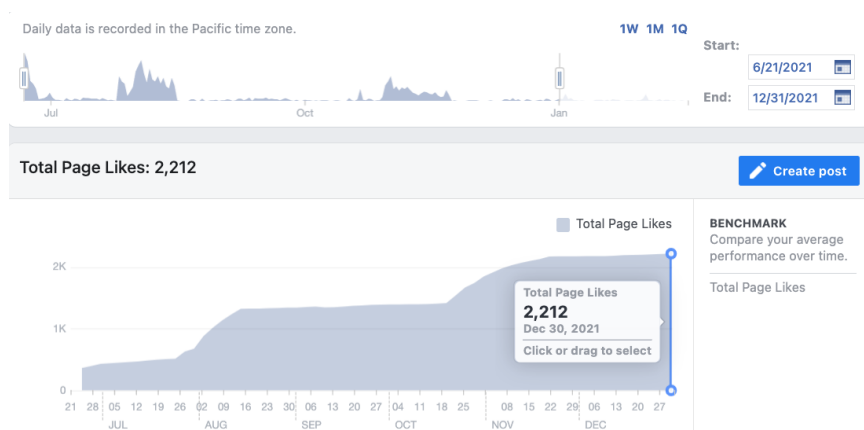 Daily data is recorded in the Pacific time zone.
1W 1M 1Q
Start:
6/21/2021
End:
12/31/2021
Jul
Oct
Jan
Total Page Likes: 2,212
Create post
Total Page Likes
BENCHMARK
Compare your average
performance over time.
Total Page Likes
2K
1K
0
Total Page Likes
2,212
Dec 30, 2021
Click or drag to select
21 28 05 12 19 26 02 09 16 23 30 06 13 20 27 04 11 18 25 08 15 22 29 06 13 20 27
JUL AUG SEP OCT NOV DEC